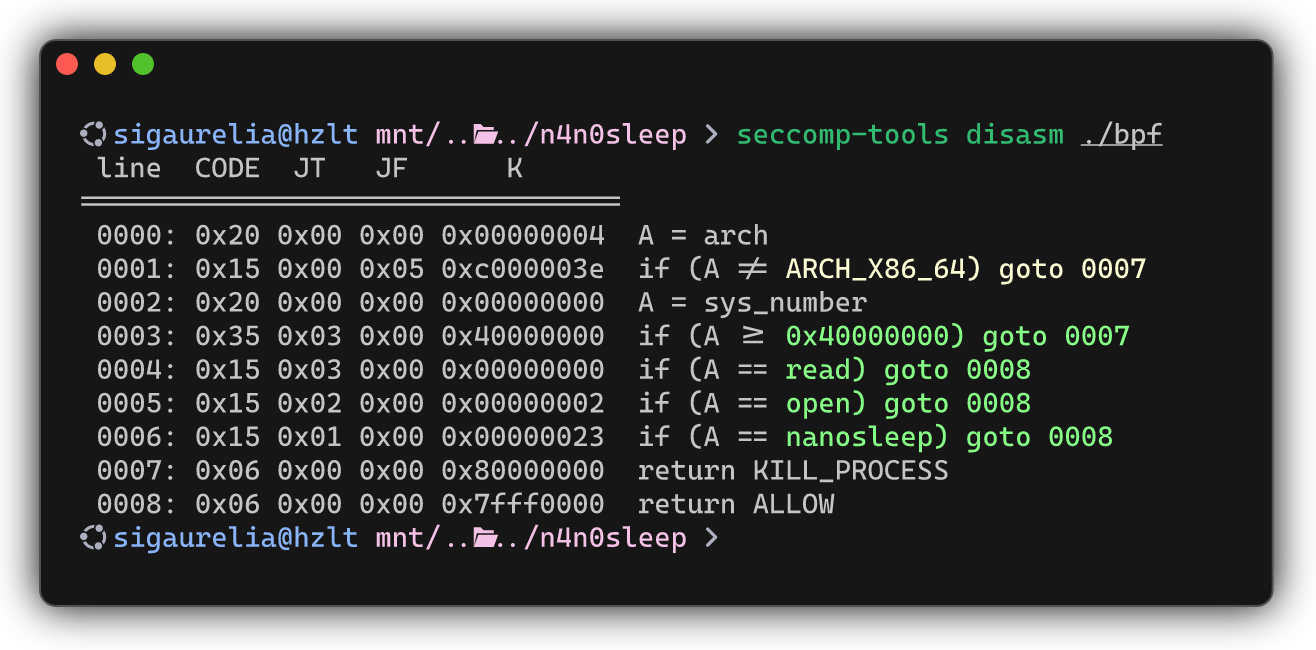 sigaurelia@hzlt mnt/..../n4n0sleep > seccomp-tools disasm ./bpf
line CODE JT JF K
0000: 0x20 0x00 0x00 0x00000004 A = arch
0001: 0x15 0x00 0x05 0xc000003e if (A ≠ ARCH_X86_64) goto 0007
0002: 0x20 0x00 0x00 0x00000000 A = sys_number
0003: 0x35 0x03 0x00 0x40000000 if (A ≥ 0x40000000) goto 0007
0004: 0x15 0x03 0x00 0x00000000 if (A == read) goto 0008
0005: 0x15 0x02 0x00 0x00000002 if (A == open) goto 0008
0006: 0x15 0x01 0x00 0x00000023 if (A == nanosleep) goto 0008
0007: 0x06 0x00 0x00 0x80000000 return KILL_PROCESS
0008: 0x06 0x00 0x00 0x7fff0000 return ALLOW
sigaurelia@hzlt mnt/..../n4n0sleep >